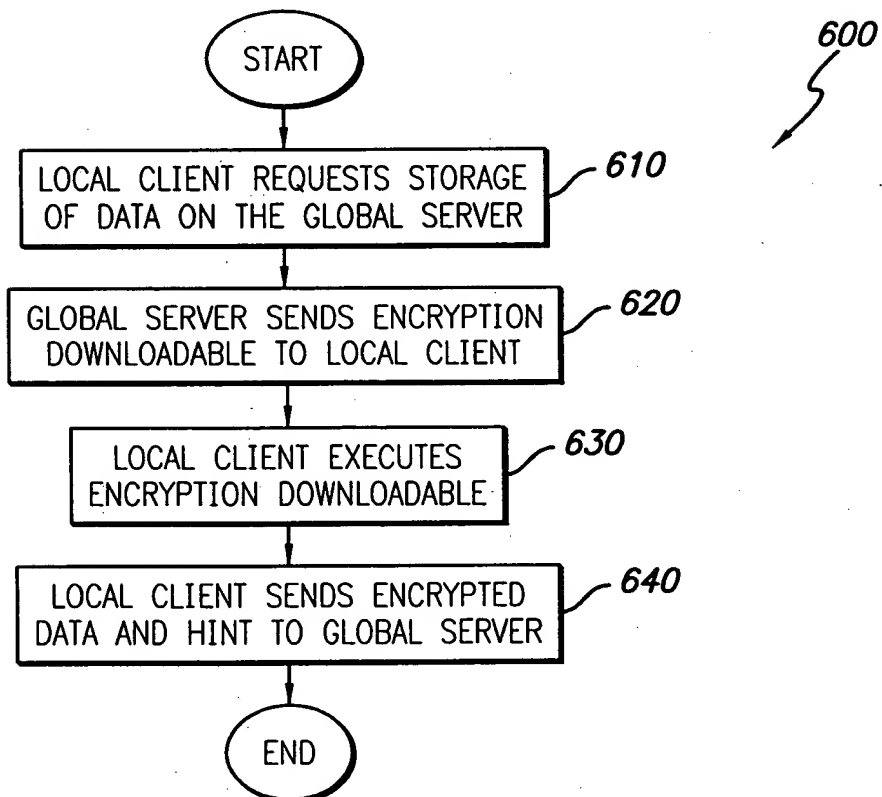 START
600
LOCAL CLIENT REQUESTS STORAGE
OF DATA ON THE GLOBAL SERVER
610
GLOBAL SERVER SENDS ENCRYPTION
DOWNLOADABLE TO LOCAL CLIENT
620
LOCAL CLIENT EXECUTES
ENCRYPTION DOWNLOADABLE
630
LOCAL CLIENT SENDS ENCRYPTED
DATA AND HINT TO GLOBAL SERVER
640
END